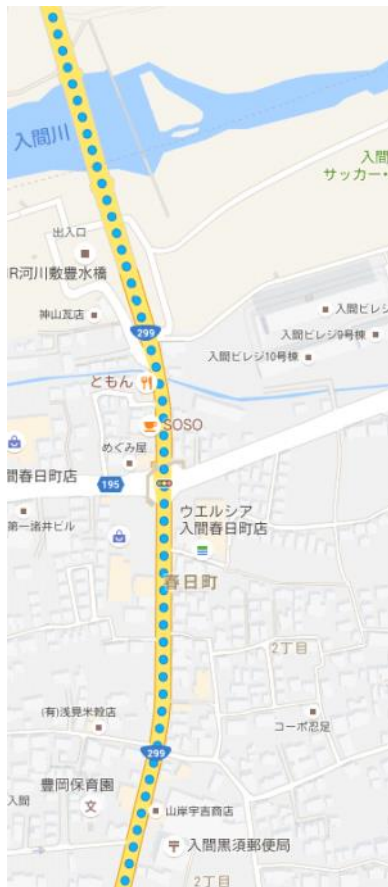 入間川
入間
サッカー・
出入口
R河川敷豊水橋
神山瓦店
入間ビレジ
299
入間ビレジ9号棟
入間ビレジ10号棟
ともん
SOSO
めぐみ屋
間春日町店
195
ウエルシア
入間春日町店
第一諸井ビル
春日町
2丁目
(有)浅見米穀店
コーポ忍足
299
豊岡保育園
入間
文
山岸宇吉商店
入間黒須郵便局
2丁目